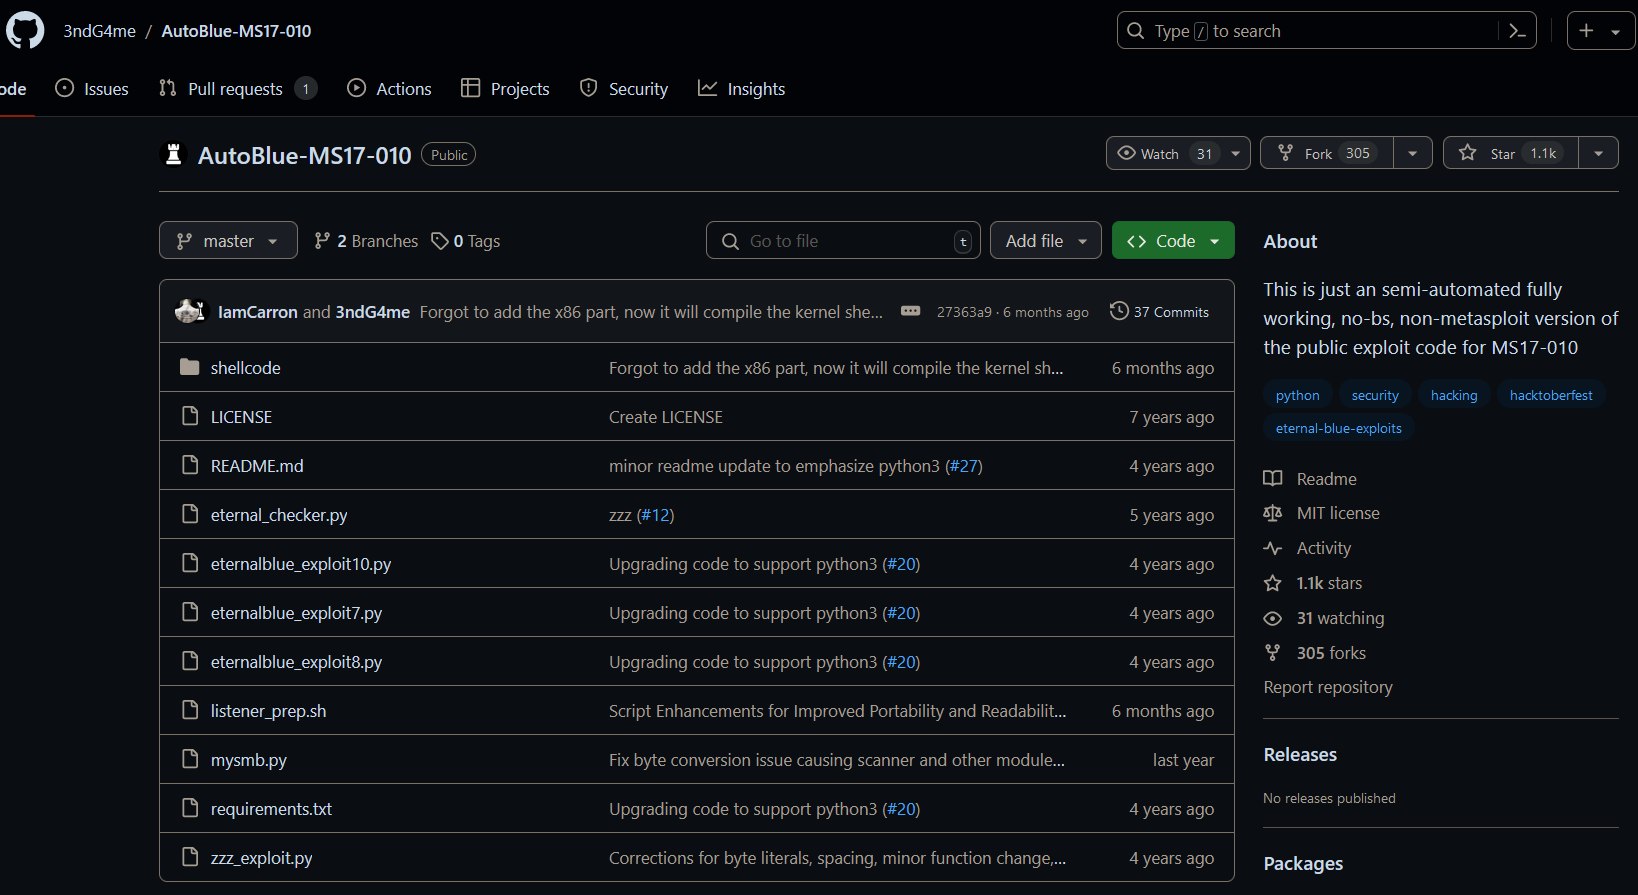 3ndG4me / AutoBlue-MS17-010
Type / to search
ode Issues Pull requests 1 Actions Projects Security Insights
AutoBlue-MS17-010 Public
Watch 31 Fork 305 Star 1.1k
master 2 Branches 0 Tags
Go to file t Add file Code
IamCarron and 3ndG4me Forgot to add the x86 part, now it will compile the kernel she... 27363a9 · 6 months ago 37 Commits
shellcode Forgot to add the x86 part, now it will compile the kernel sh... 6 months ago
LICENSE Create LICENSE 7 years ago
README.md minor readme update to emphasize python3 (#27) 4 years ago
eternal_checker.py zzz (#12) 5 years ago
eternalblue_exploit10.py Upgrading code to support python3 (#20) 4 years ago
eternalblue_exploit7.py Upgrading code to support python3 (#20) 4 years ago
eternalblue_exploit8.py Upgrading code to support python3 (#20) 4 years ago
listener_prep.sh Script Enhancements for Improved Portability and Readabilit... 6 months ago
mysmb.py Fix byte conversion issue causing scanner and other module... last year
requirements.txt Upgrading code to support python3 (#20) 4 years ago
zzz_exploit.py Corrections for byte literals, spacing, minor function change,... 4 years ago
About
This is just an semi-automated fully
working, no-bs, non-metasploit version of
the public exploit code for MS17-010
python security hacking hacktoberfest
eternal-blue-exploits
Readme
MIT license
Activity
1.1k stars
31 watching
305 forks
Report repository
Releases
No releases published
Packages